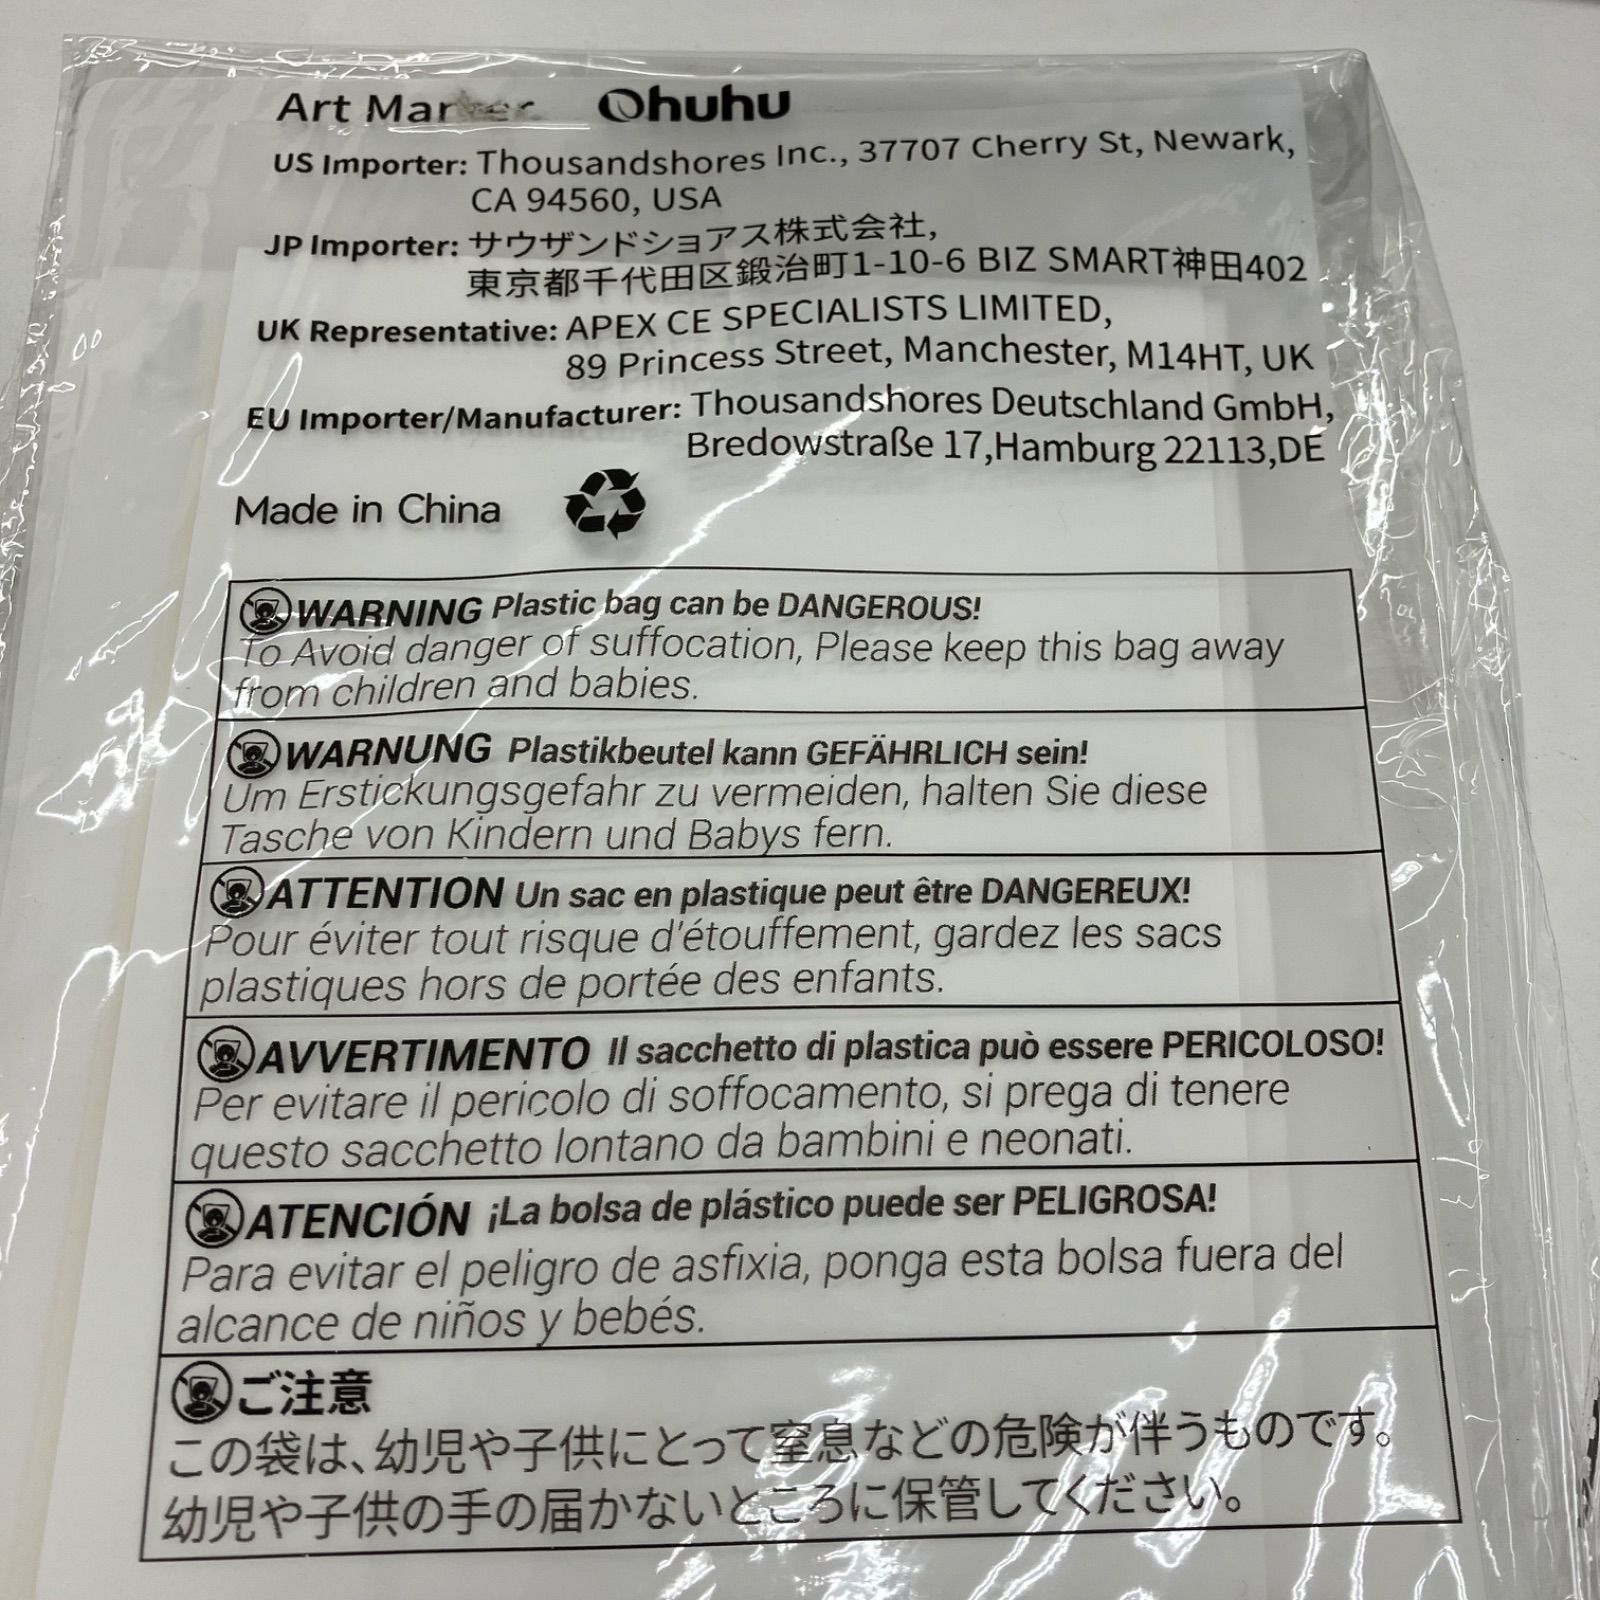 Art Marker Ohuhu
US Importer: Thousandshores Inc., 37707 Cherry St, Newark,
CA 94560, USA
JP Importer: サウザンドショアス株式会社,
東京都千代田区鍛治町1-10-6 BIZ SMART神田402
UK Representative: APEX CE SPECIALISTS LIMITED,
89 Princess Street, Manchester, M14HT, UK
EU Importer/Manufacturer: Thousandshores Deutschland GmbH,
Bredowstraße 17,Hamburg 22113,DE
Made in China
WARNING Plastic bag can be DANGEROUS!
To Avoid danger of suffocation, Please keep this bag away
from children and babies.
WARNUNG Plastikbeutel kann GEFÄHRLICH sein!
Um Erstickungsgefahr zu vermeiden, halten Sie diese
Tasche von Kindern und Babys fern.
ATTENTION Un sac en plastique peut être DANGEREUX!
Pour éviter tout risque d'étouffement, gardez les sacs
plastiques hors de portée des enfants.
AVVERTIMENTO Il sacchetto di plastica può essere PERICOLOSO!
Per evitare il pericolo di soffocamento, si prega di tenere
questo sacchetto lontano da bambini e neonati.
ATENCIÓN ¡La bolsa de plástico puede ser PELIGROSA!
Para evitar el peligro de asfixia, ponga esta bolsa fuera del
alcance de niños y bebés.
ご注意
この袋は、幼児や子供にとって窒息などの危険が伴うものです。
幼児や子供の手の届かないところに保管してください。